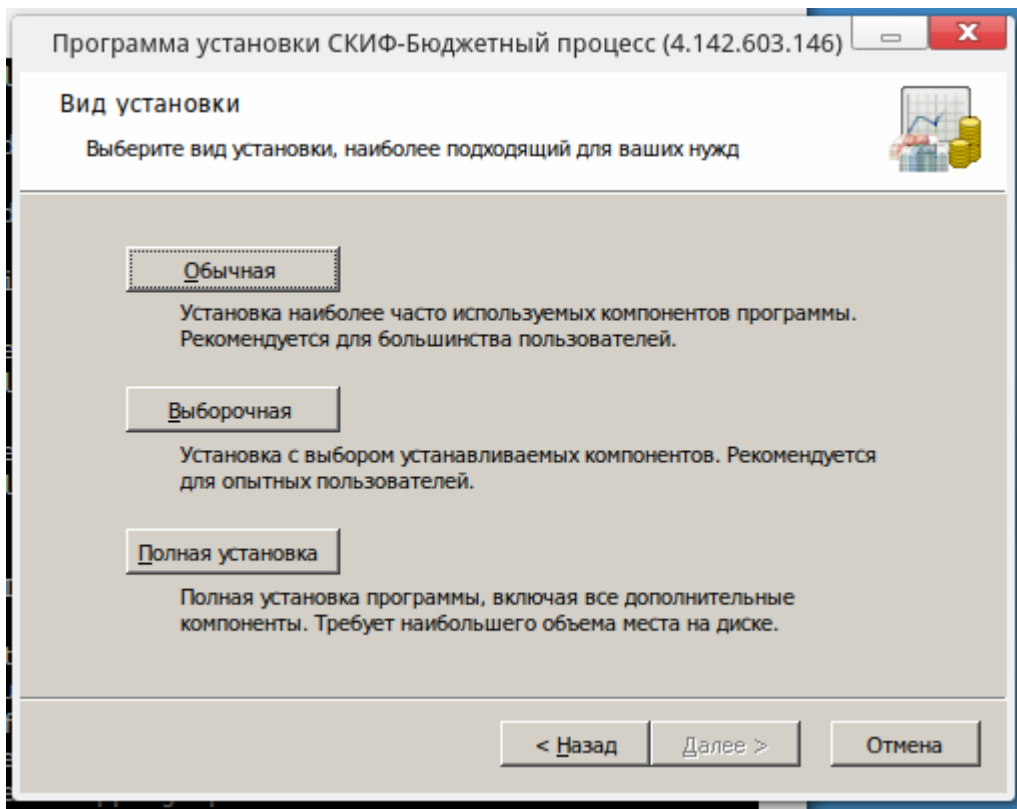 Программа установки СКИФ-Бюджетный процесс (4.142.603.146)
Вид установки
Выберите вид установки, наиболее подходящий для ваших нужд
Обычная
Установка наиболее часто используемых компонентов программы.
Рекомендуется для большинства пользователей.
Выборочная
Установка с выбором устанавливаемых компонентов. Рекомендуется
для опытных пользователей.
Полная установка
Полная установка программы, включая все дополнительные
компоненты. Требует наибольшего объема места на диске.
< Назад
Далее >
Отмена